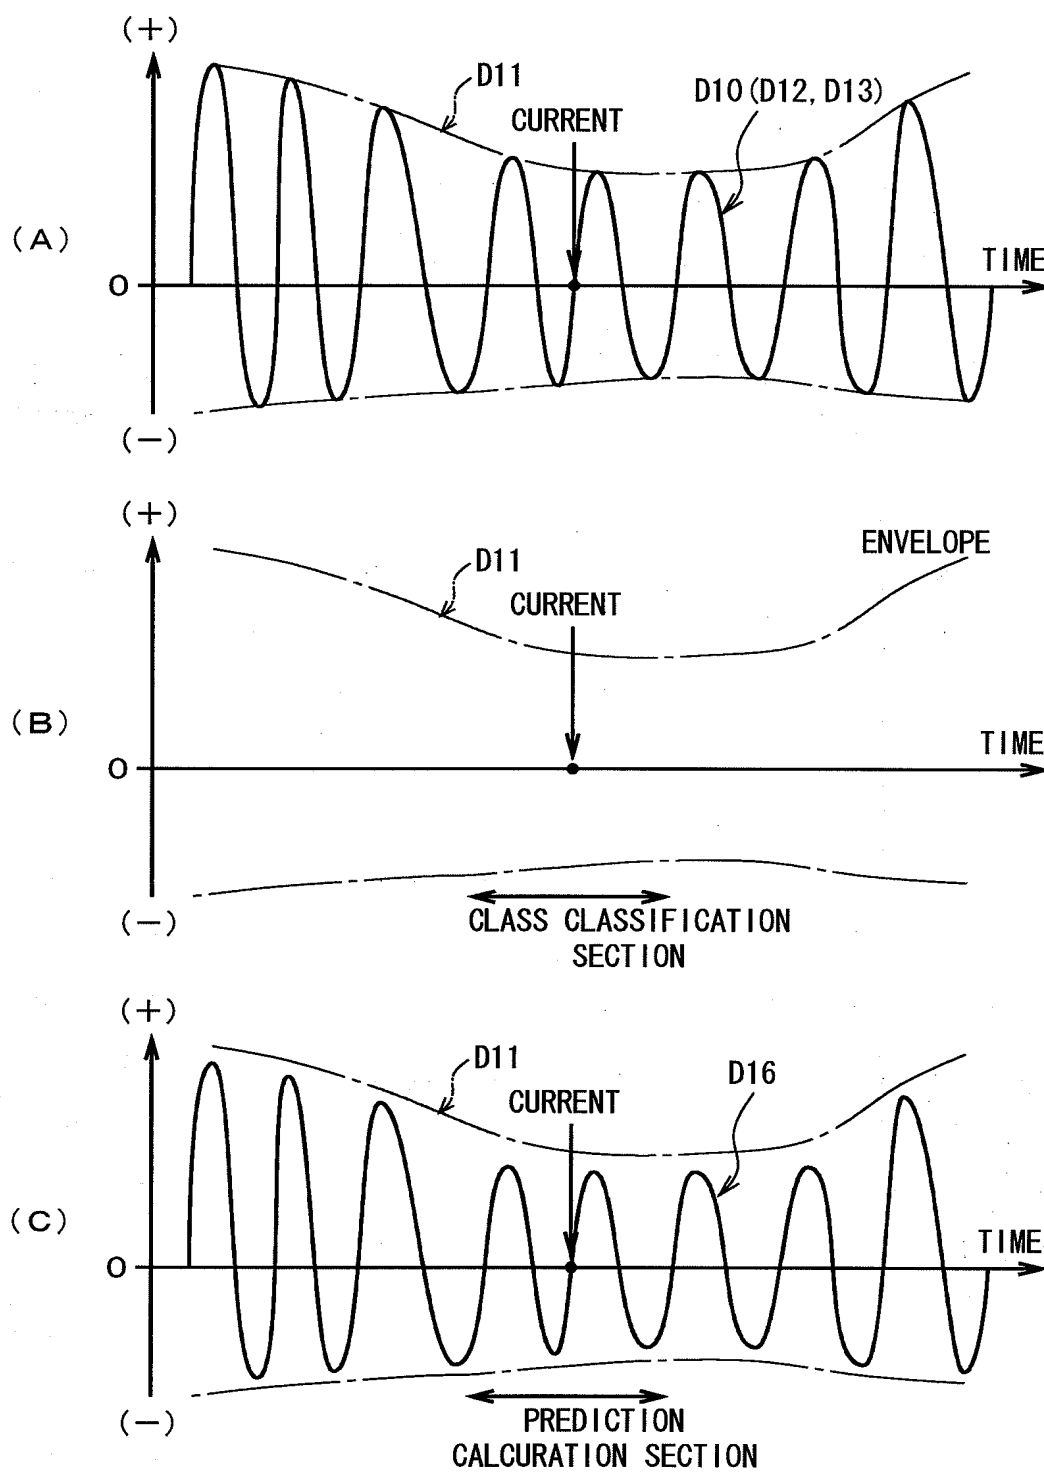 (+)
D11
D10 (D12, D13)
CURRENT
(A)
TIME
0
(-)
(+)
ENVELOPE
D11
CURRENT
(B)
TIME
0
(-)
CLASS CLASSIFICATION
SECTION
(+)
D11
D16
CURRENT
(C)
TIME
0
(-)
PREDICTION
CALCURATION SECTION